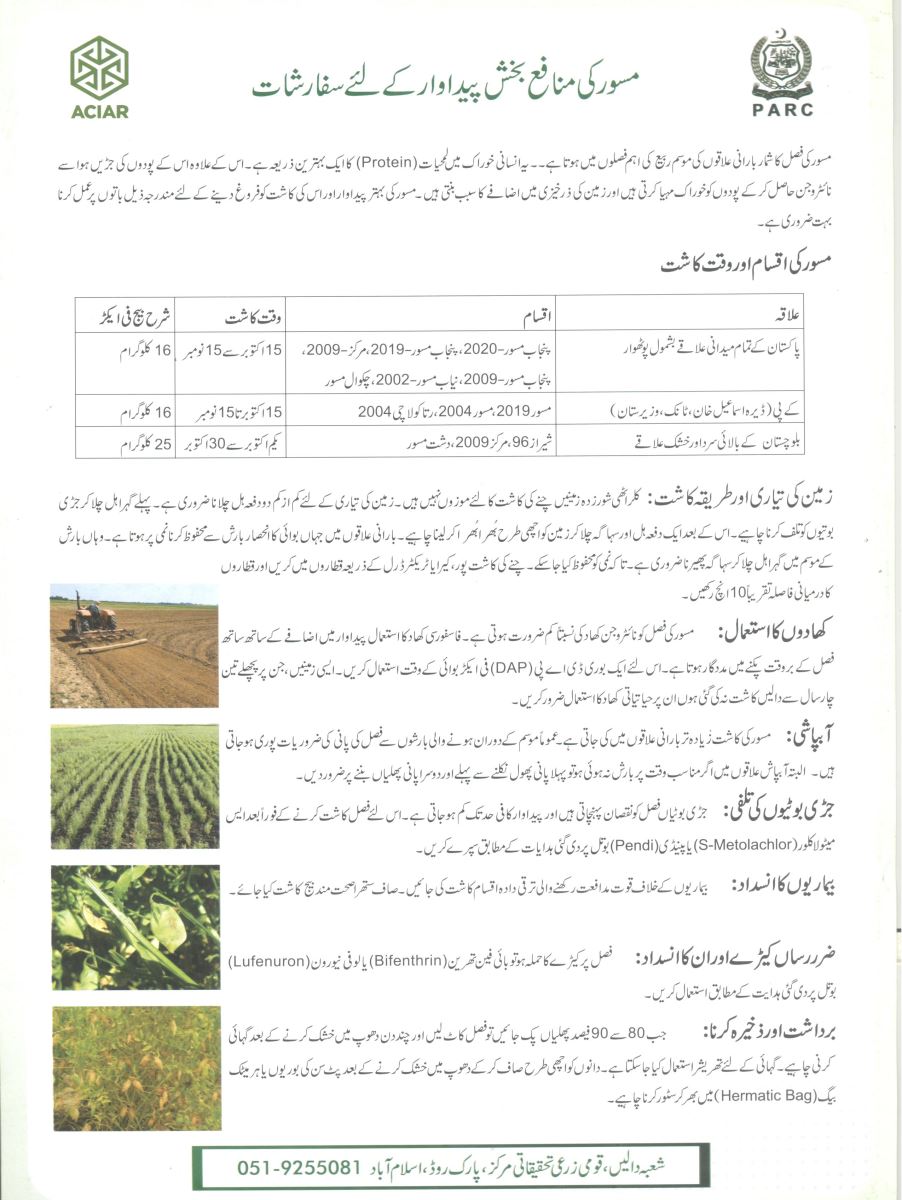 ACIAR
PARC
مسور کی منافع بخش پیداوار کے لئے سفارشات
مسور کی فصل کا شمار بارانی علاقوں کی موسم ربیع کی اہم فصلوں میں ہوتا ہے۔۔یہ انسانی خوراک میں لحمیات (Protein) کا ایک بہترین ذریعہ ہے۔اس کے علاوہ اس کے پودوں کی جڑیں ہوا سے
نائٹروجن حاصل کر کے پودوں کو خوراک مہیا کرتی ہیں اور زمین کی ذرخیزی میں اضافے کا سبب بنتی ہیں۔مسور کی بہتر پیداوار اور اس کی کاشت کو فروغ دینے کے لئے مندرجہ ذیل باتوں پر عمل کرنا
بہت ضروری ہے۔
مسور کی اقسام اور وقت کاشت
علاقہ اقسام وقت کاشت شرح بیج فی ایکڑ
پاکستان کے تمام میدانی علاقے بشمول پوٹھوار پنجاب مسور-2020، پنجاب مسور-2019، مرکز-2009، 15 اکتوبر سے 15 نومبر 16 کلوگرام
پنجاب مسور-2009، نیاب مسور-2002، چکوال مسور
کے پی (ڈیرہ اسماعیل خان، ٹانک، وزیرستان) مسور 2019، مسور 2004، رتا کولاچی 2004 15 اکتوبر تا 15 نومبر 16 کلوگرام
بلوچستان کے بالائی سرد اور خشک علاقے شیراز 96، مرکز 2009، دشت مسور یکم اکتوبر سے 30 اکتوبر 25 کلوگرام
زمین کی تیاری اور طریقہ کاشت: کلراٹھی شورزدہ زمینیں چنے کی کاشت کا لئے موزوں نہیں ہیں۔زمین کی تیاری کے لئے کم از کم دو دفعہ ہل چلانا ضروری ہے۔ پہلے گہرا ہل چلا کر جڑی
بوٹیوں کو تلف کرنا چاہیے۔اس کے بعد ایک دفعہ ہل اور سہاگہ چلا کر زمین کو اچھی طرح بُھر ابُھر ا کر لینا چاہیے۔بارانی علاقوں میں جہاں بوائی کا انحصار بارش سے محفوظ کرنا نمی پر ہوتا ہے۔وہاں بارش
کے موسم میں گہرا ہل چلا کر سہاگہ پھیرنا ضروری ہے۔تا کہ نمی کو محفوظ کیا جا سکے۔چنے کی کاشت پور، کیرا یا ٹریکٹر ڈرل کے ذریعہ قطاروں میں کریں اور قطاروں
کا درمیانی فاصلہ تقریباً 10 انچ رکھیں۔
کھادوں کا استعمال: مسور کی فصل کو نائٹروجن کھاد کی نسبتاً کم ضرورت ہوتی ہے۔ فاسفورسی کھاد کا استعمال پیداوار میں اضافے کے ساتھ ساتھ
فصل کے بروقت پکنے میں مددگار ہوتا ہے۔اس لئے ایک بوری ڈی اے پی (DAP) فی ایکڑ بوائی کے وقت استعمال کریں۔ایسی زمینیں، جن پر پچھلے تین
چار سال سے دالیں کاشت نہ کی گئی ہوں ان پر حیاتیاتی کھاد کا استعمال ضرور کریں۔
آبپاشی: مسور کی کاشت زیادہ تر بارانی علاقوں میں کی جاتی ہے۔عموماً موسم کے دوران ہونے والی بارشوں سے فصل کی پانی کی ضروریات پوری ہو جاتی
ہیں۔ البتہ آبپاش علاقوں میں اگر مناسب وقت پر بارش نہ ہوئی ہو تو پہلا پانی پھول نکلنے سے پہلے اور دوسرا پانی پھلیاں بننے پر ضرور دیں۔
جڑی بوٹیوں کی تلفی: جڑی بوٹیاں فصل کو نقصان پہنچاتی ہیں اور پیداوار کافی حد تک کم ہو جاتی ہے۔اس لئے فصل کاشت کرنے کے فوراً بعد ایس
میٹولاکلور (S-Metolachlor) یا پینڈی (Pendi) بوتل پر دی گئی ہدایات کے مطابق سپرے کریں۔
بیماریوں کا انسداد: بیماریوں کے خلاف قوت مدافعت رکھنے والی ترقی دادہ اقسام کاشت کی جائیں۔صاف ستھرا صحت مند بیج کاشت کیا جائے۔
ضرر رساں کیڑے اور ان کا انسداد: فصل پر کیڑے کا حملہ ہو تو بائی فین تھرین (Bifenthrin) یا لوفی نیورون (Lufenuron)
بوتل پر دی گئی ہدایت کے مطابق استعمال کریں۔
برداشت اور ذخیرہ کرنا: جب 80 سے 90 فیصد پھلیاں پک جائیں تو فصل کاٹ لیں اور چند دن دھوپ میں خشک کرنے کے بعد گہائی
کرنی چاہیے۔گہائی کے لئے تھریشر استعمال کیا جا سکتا ہے۔دانوں کو اچھی طرح صاف کر کے دھوپ میں خشک کرنے کے بعد پٹ سن کی بوریوں یا ہرمیٹک
بیگ (Hermatic Bag) میں بھر کر سٹور کرنا چاہیے۔
شعبہ دالیں، قومی زرعی تحقیقاتی مرکز، پارک روڈ، اسلام آباد 051-9255081